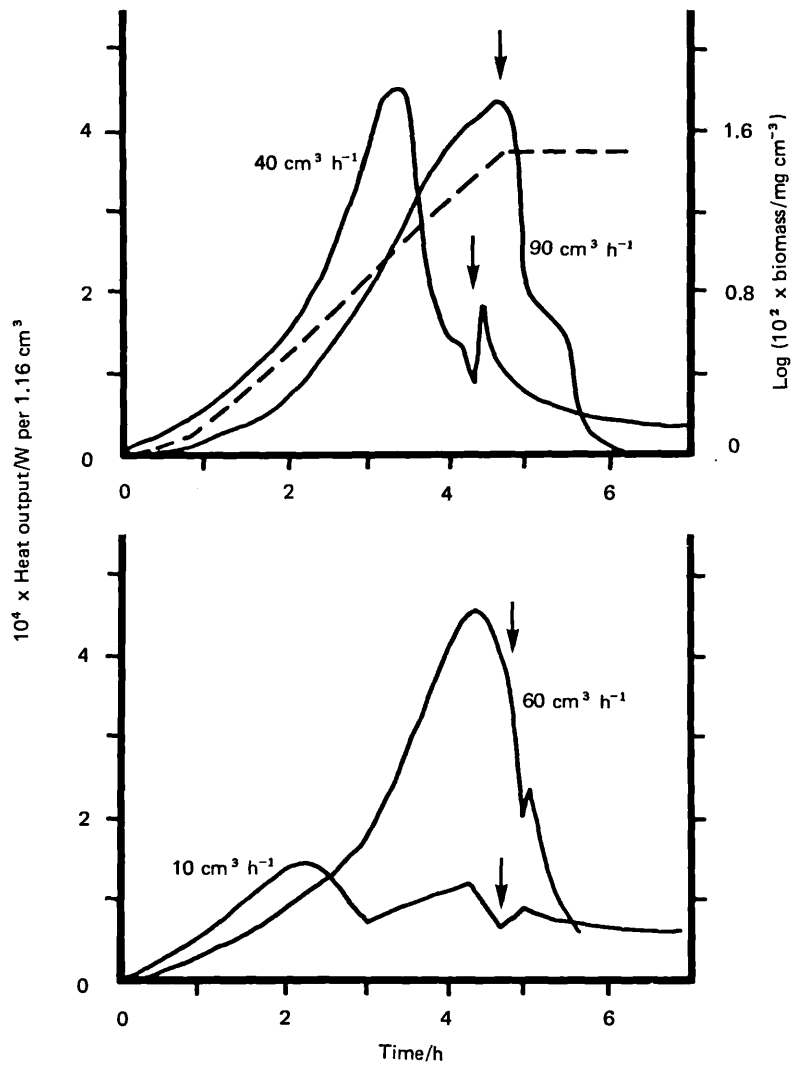 4
2
0
0
2
4
6
1.6
0.8
0
40 cm³ h⁻¹
90 cm³ h⁻¹
Log (10² x biomass/mg cm⁻³)
10⁴ x Heat output/W per 1.16 cm³
4
2
0
0
2
4
6
60 cm³ h⁻¹
10 cm³ h⁻¹
Time/h